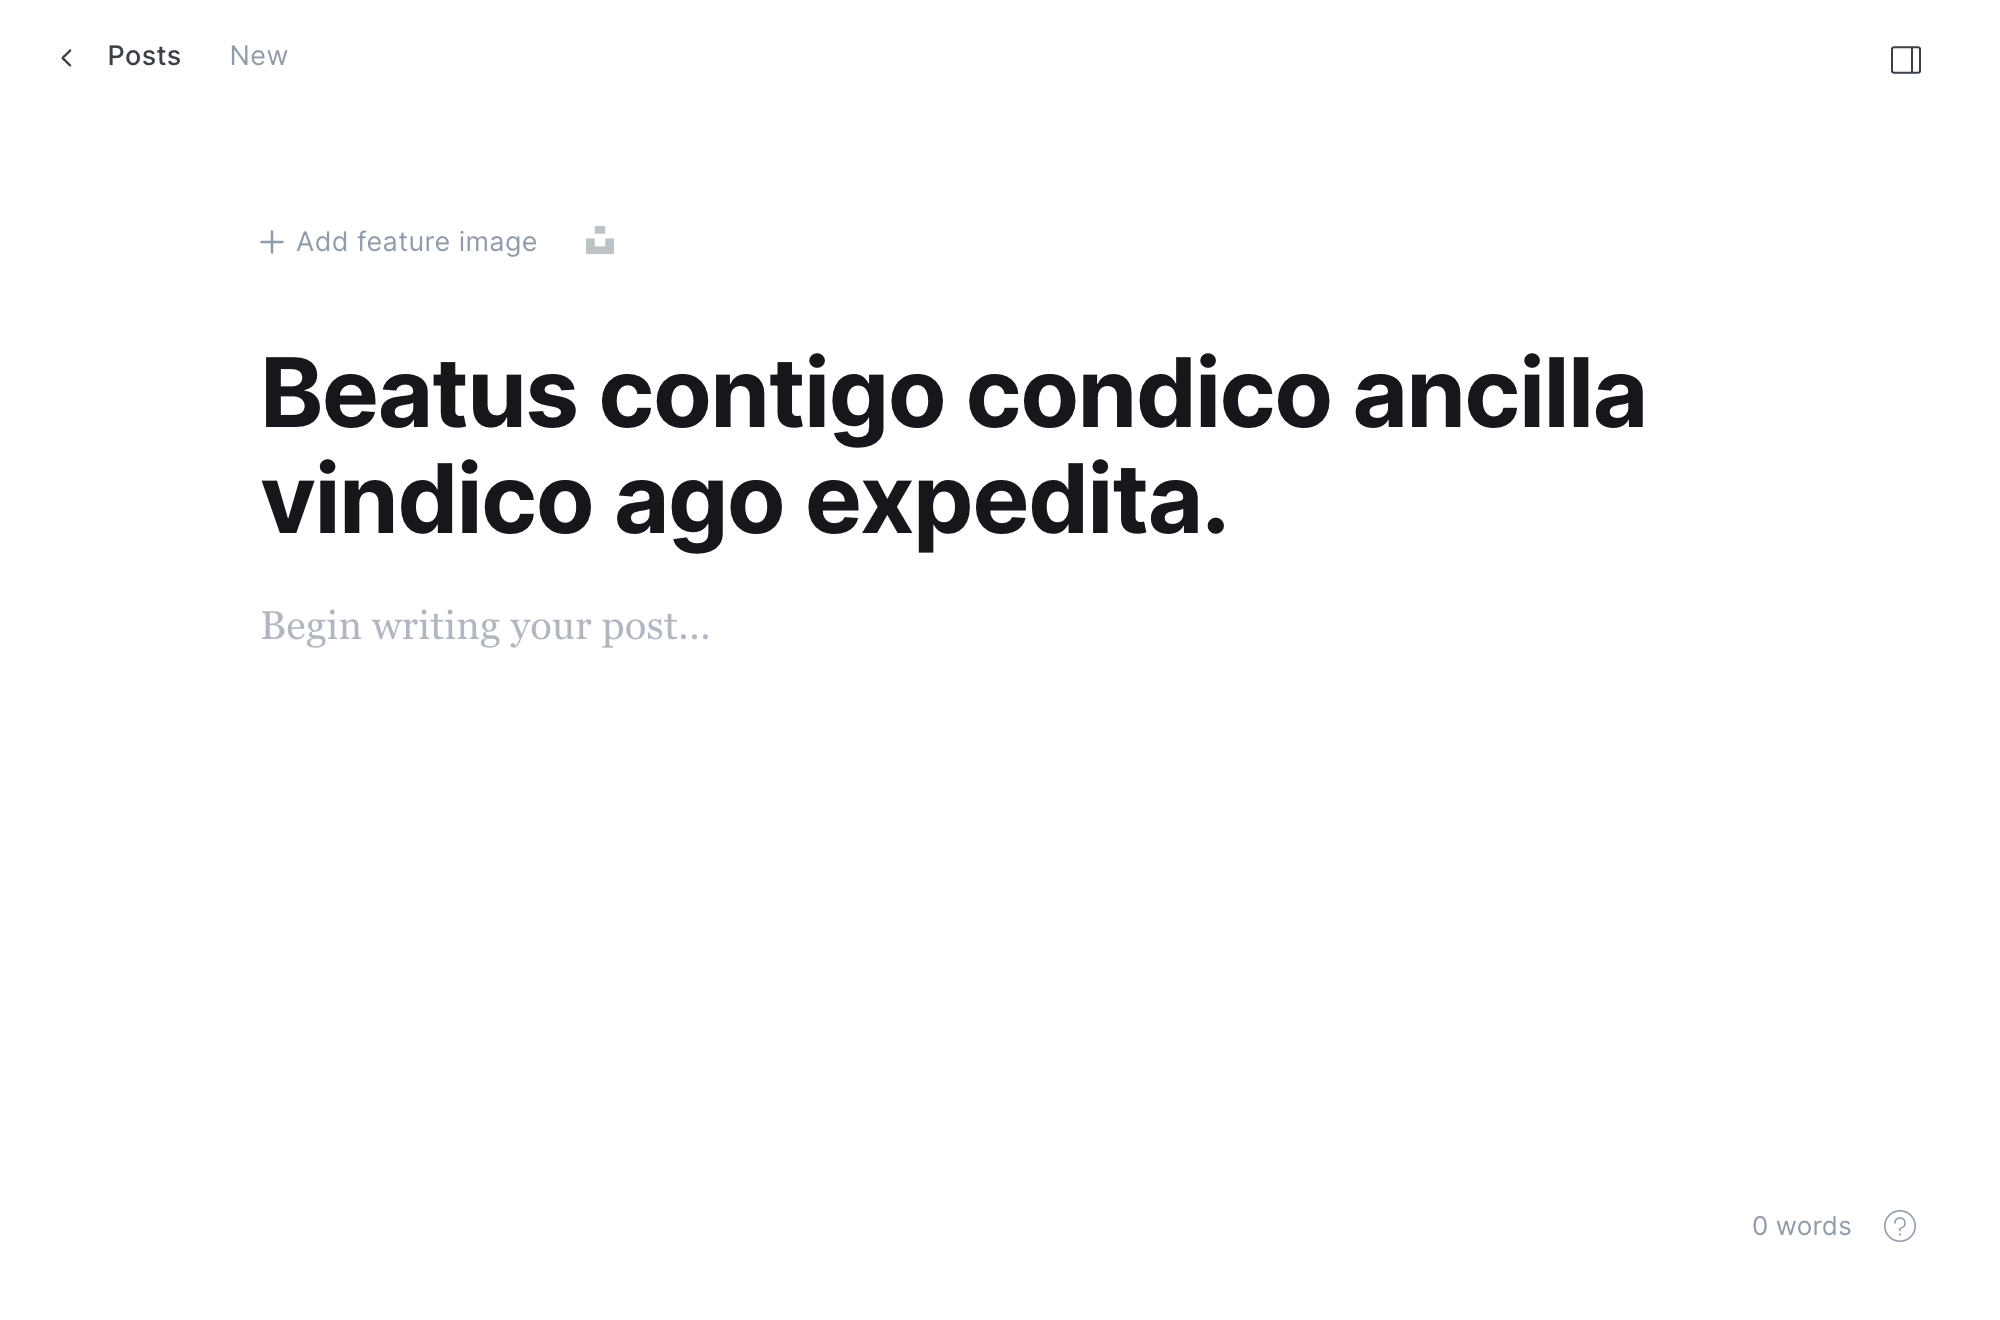 Posts New
Add feature image
Beatus contigo condico ancilla
vindico ago expedita.
Begin writing your post...
0 words